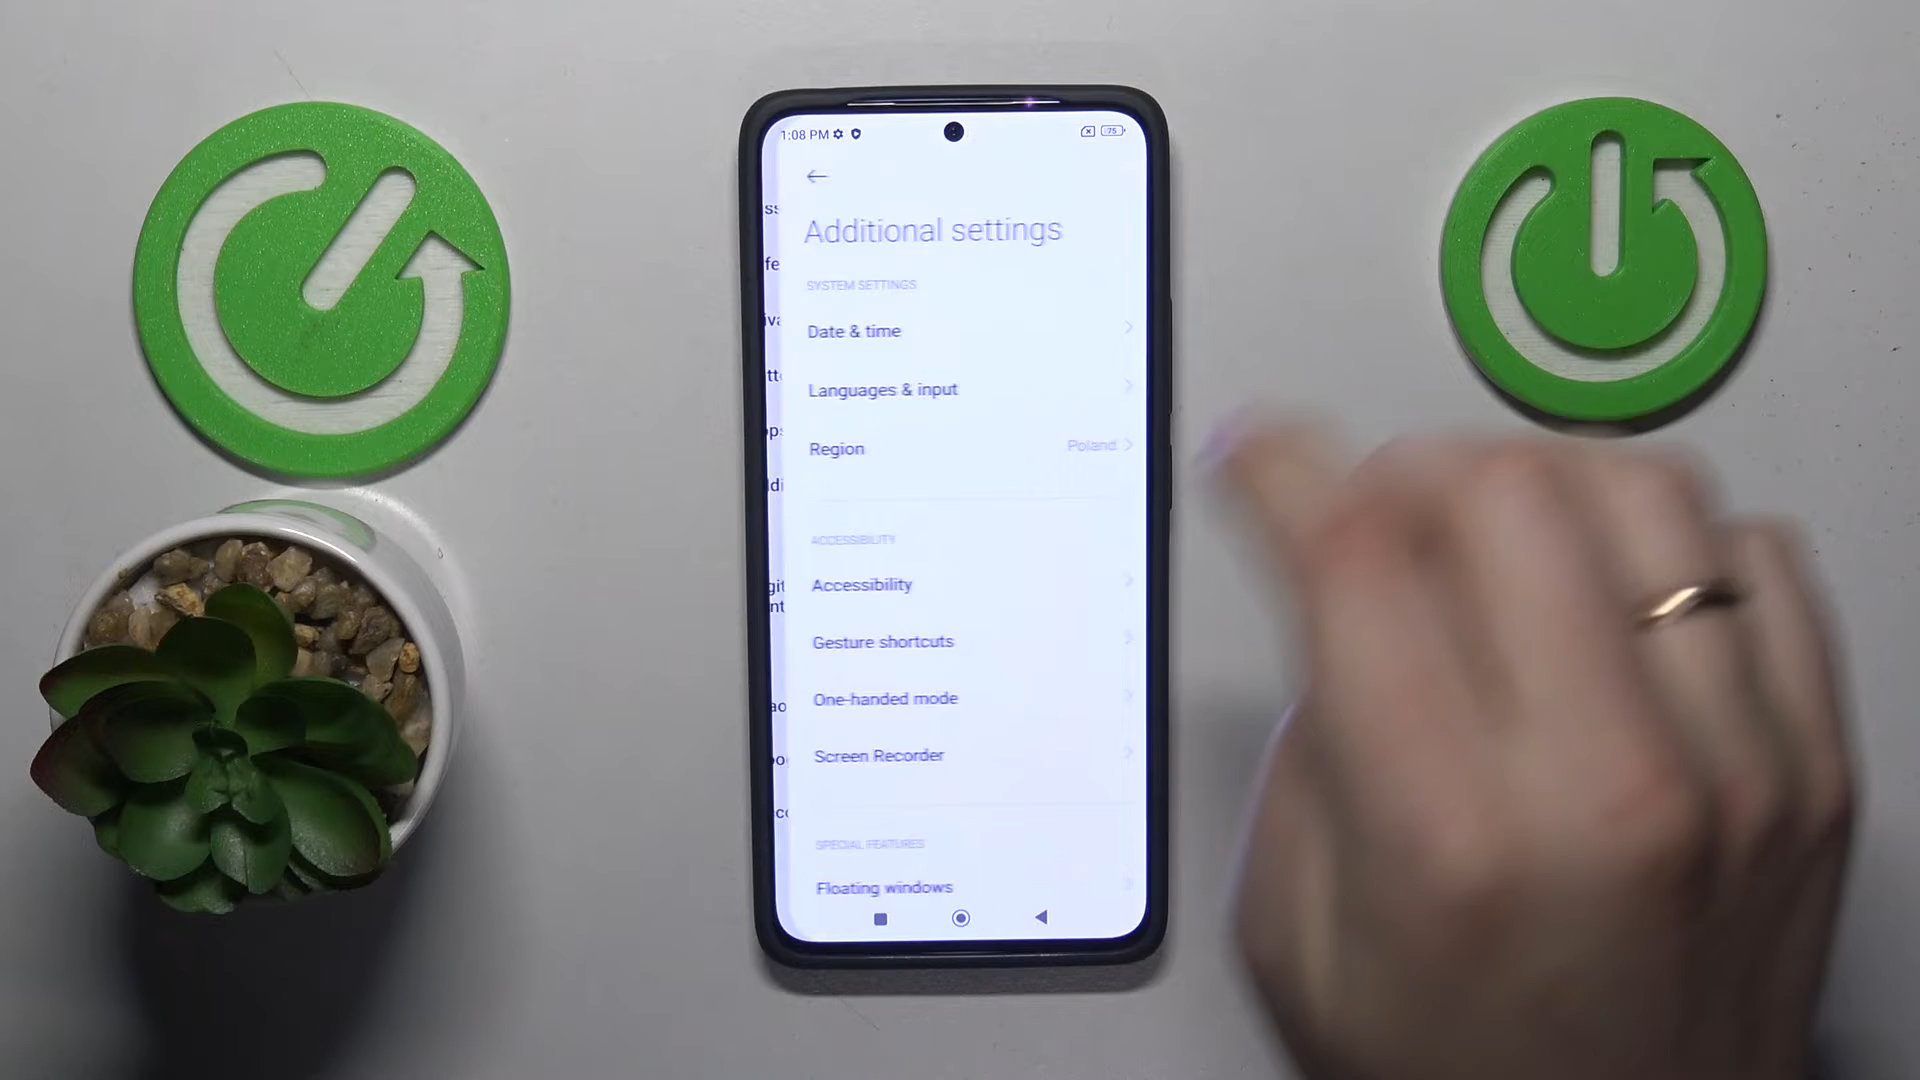 1:08 PM
75
Additional settings
SYSTEM SETTINGS
Date & time
Languages & input
Region
Poland
ACCESSIBILITY
Accessibility
Gesture shortcuts
One-handed mode
Screen Recorder
SPECIAL FEATURES
Floating windows